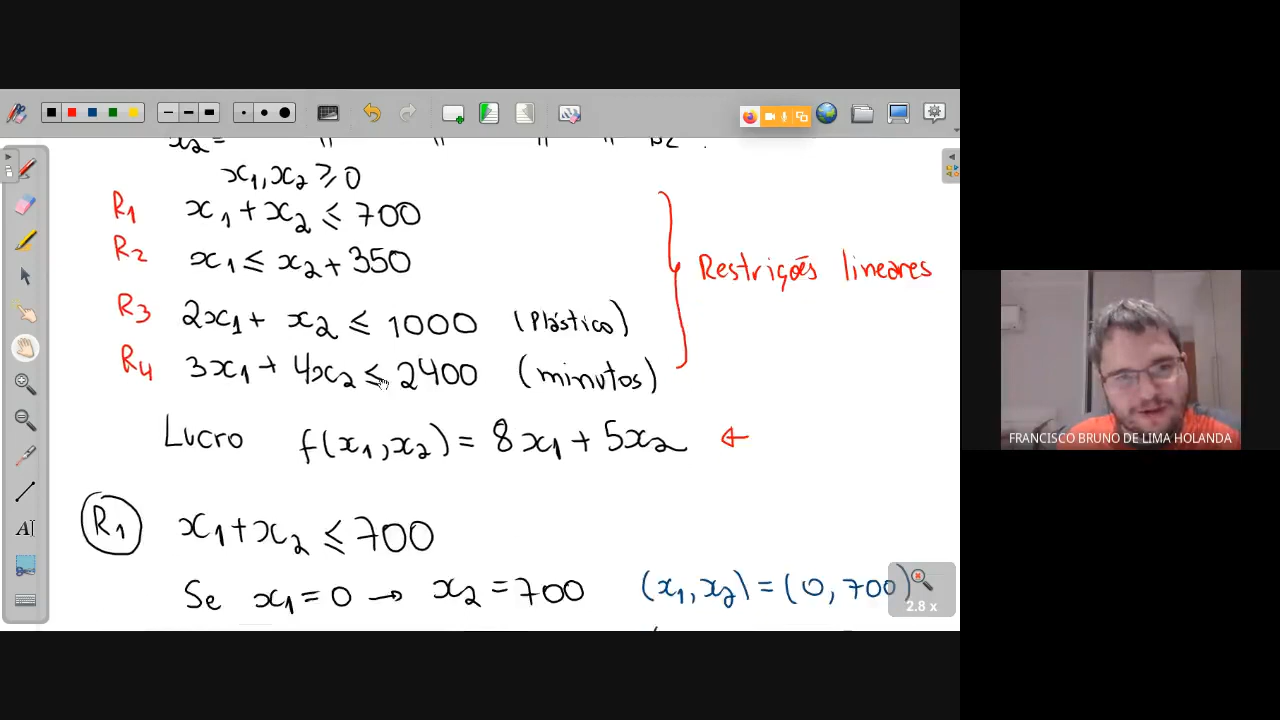 x₂ = " " " " D2.
x₁, x₂ ⩾ 0
R₁ x₁ + x₂ ⩽ 700
R₂ x₁ ⩽ x₂ + 350
R₃ 2x₁ + x₂ ⩽ 1000 (Plástico)
R₄ 3x₁ + 4x₂ ⩽ 2400 (minutos)
Restrições lineares
Lucro f(x₁, x₂) = 8x₁ + 5x₂ ←
R₁ x₁ + x₂ ⩽ 700
Se x₁ = 0 → x₂ = 700 (x₁, x₂) = (0, 700)
2.8 x
FRANCISCO BRUNO DE LIMA HOLANDA